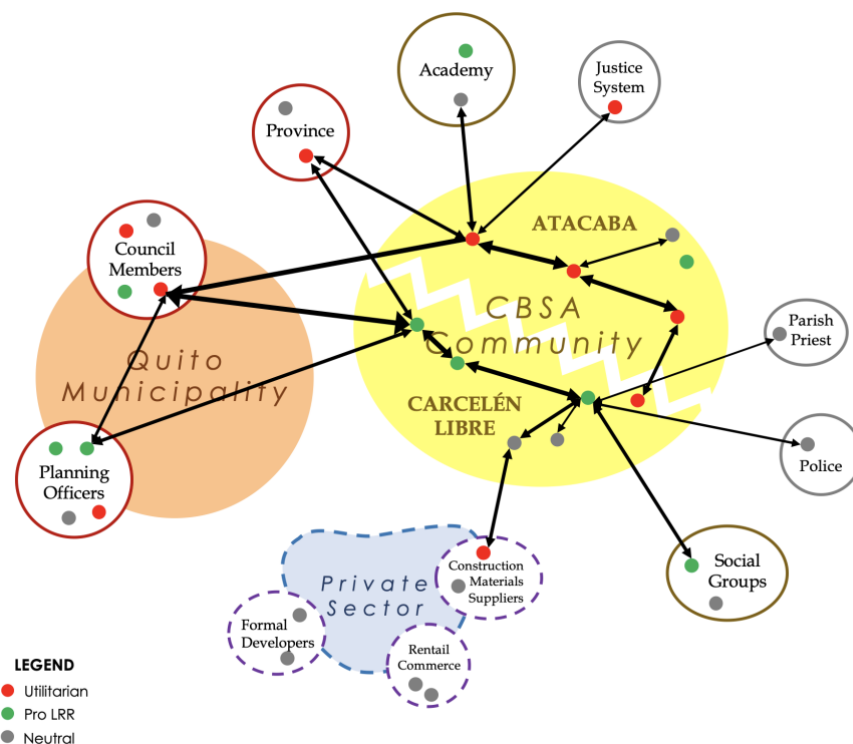 Academy
Justice
System
Province
ATACABA
Council
Members
CBSA
Community
Parish
Priest
Quito
Municipality
CARCELÉN
LIBRE
Planning
Officers
Police
Private
Sector
Construction
Materials
Suppliers
Social
Groups
Formal
Developers
Rentail
Commerce
LEGEND
Utilitarian
Pro LRR
Neutral